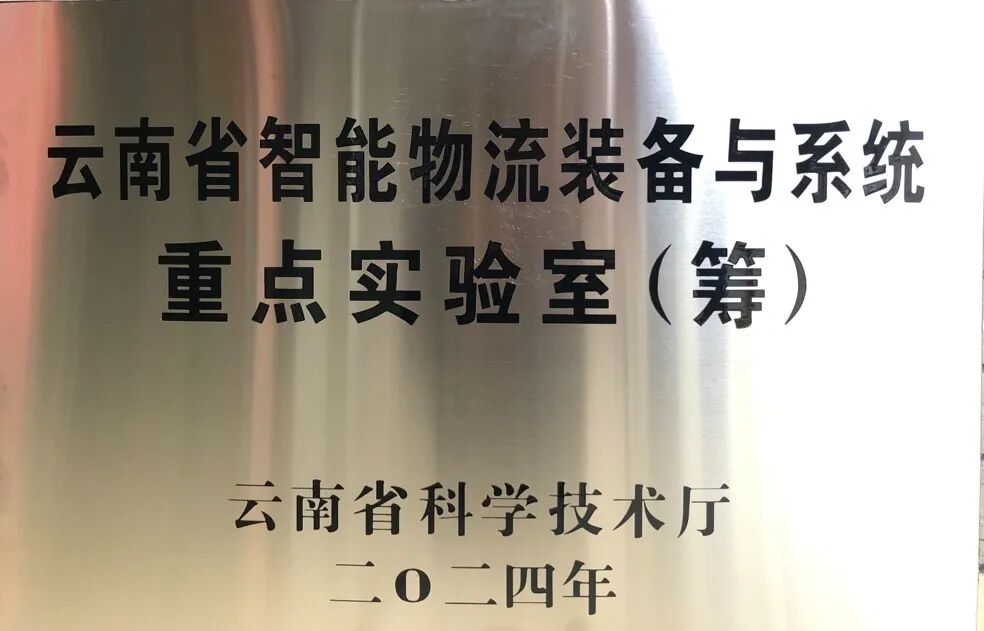 云南省智能物流装备与系统
重点实验室(筹)
云南省科学技术厅
二O二四年